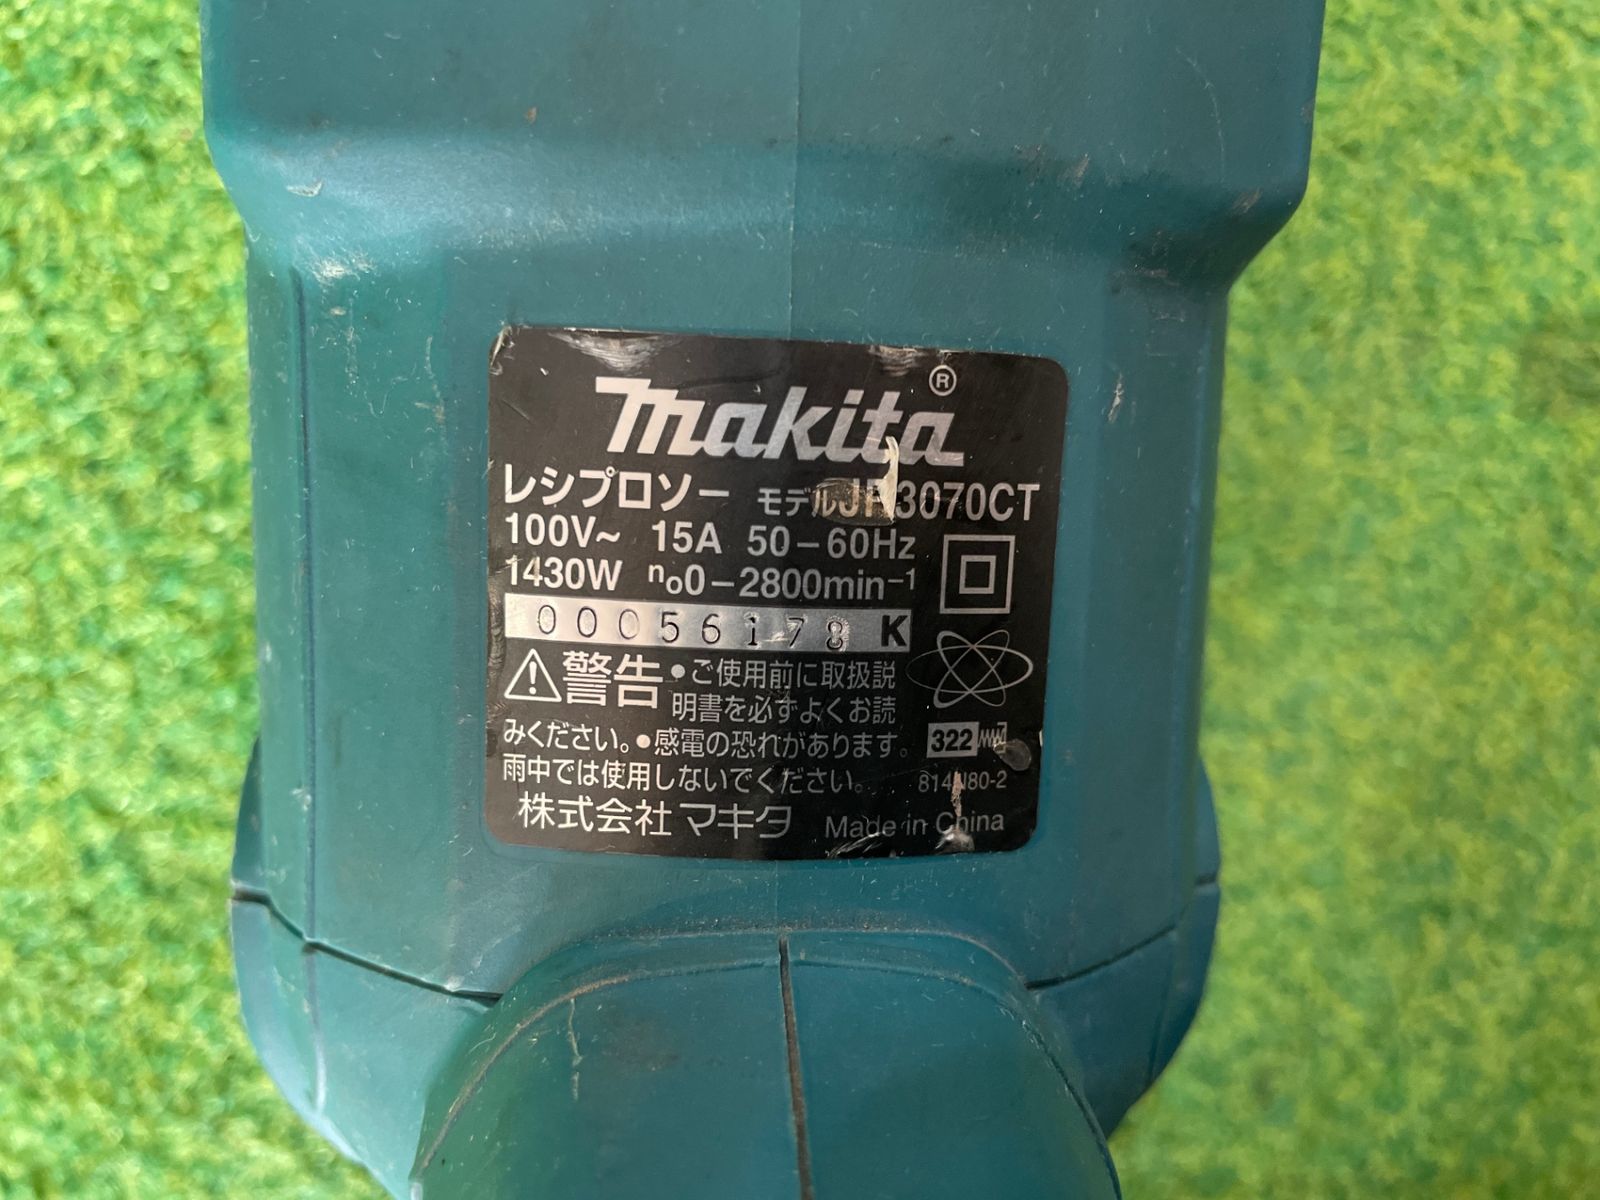 makita®
レシプロソー モデルJR3070CT
100V~ 15A 50-60Hz
1430W n₀0-2800min⁻¹
00056178 K
警告 •ご使用前に取扱説
明書を必ずよくお読
みください。•感電の恐れがあります。
雨中では使用しないでください。
322
株式会社マキタ Made in China